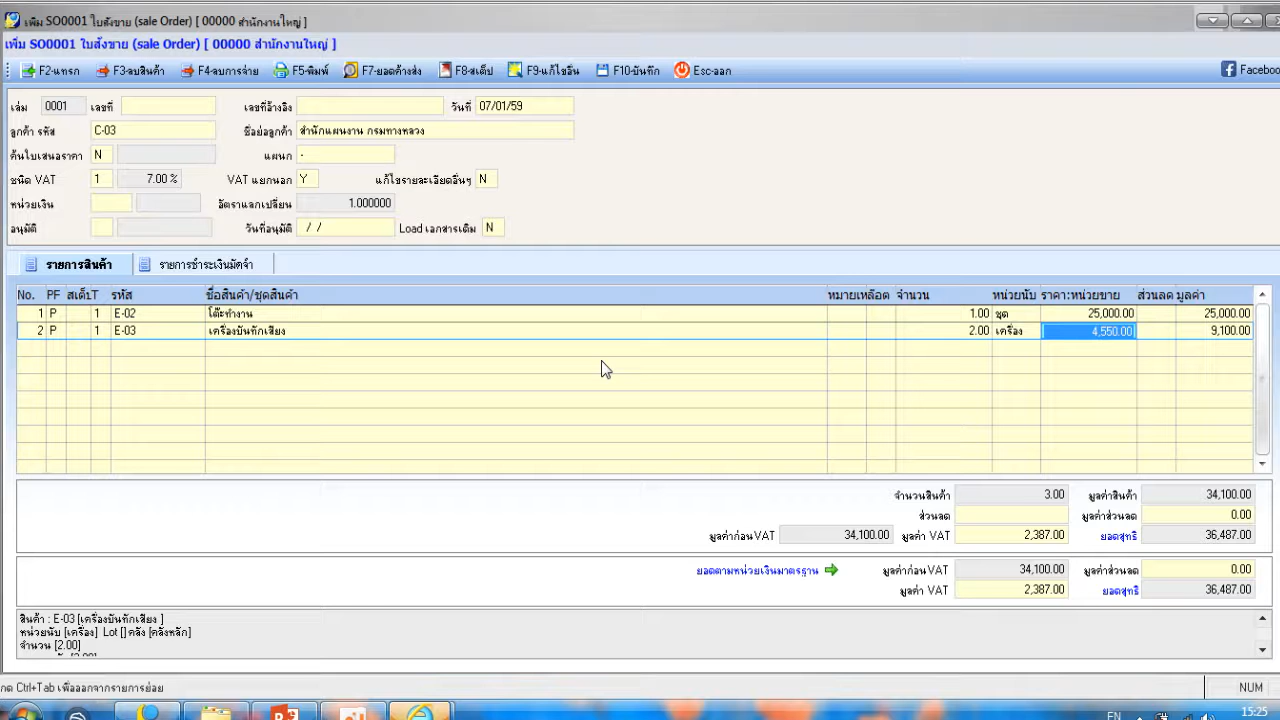 เพิ่ม SO0001 ใบสั่งขาย (sale Order) [ 00000 สำนักงานใหญ่ ]
เพิ่ม SO0001 ใบสั่งขาย (sale Order) [ 00000 สำนักงานใหญ่ ]
F2-แทรก F3-ลบสินค้า F4-ลบการจ่าย F5-พิมพ์ F7-ยอดค้างส่ง F8-สเต็ป F9-แก้ไขอื่น F10-บันทึก Esc-ออก Faceboo
เล่ม 0001 เลขที่ เลขที่อ้างอิง วันที่ 07/01/59
ลูกค้า รหัส C-03 ชื่อย่อลูกค้า สำนักแผนงาน กรมทางหลวง
ค้นใบเสนอราคา N แผนก -
ชนิด VAT 1 7.00 % VAT แยกนอก Y แก้ไขรายละเอียดอื่นๆ N
หน่วยเงิน อัตราแลกเปลี่ยน 1.000000
อนุมัติ วันที่อนุมัติ / / Load เอกสารเดิม N
รายการสินค้า รายการชำระเงินมัดจำ
No. PF สเต็ป T รหัส ชื่อสินค้า/ชุดสินค้า หมายเหตุ ล๊อต จำนวน หน่วยนับ ราคา:หน่วยขาย ส่วนลด มูลค่า
1 P 1 E-02 โต๊ะทำงาน 1.00 ชุด 25,000.00 25,000.00
2 P 1 E-03 เครื่องบันทึกเสียง 2.00 เครื่อง 4,550.00 9,100.00
จำนวนสินค้า 3.00 มูลค่าสินค้า 34,100.00
ส่วนลด มูลค่าส่วนลด 0.00
มูลค่าก่อน VAT 34,100.00 มูลค่า VAT 2,387.00 ยอดสุทธิ 36,487.00
ยอดตามหน่วยเงินมาตรฐาน มูลค่าก่อน VAT 34,100.00 มูลค่าส่วนลด 0.00
มูลค่า VAT 2,387.00 ยอดสุทธิ 36,487.00
สินค้า : E-03 [เครื่องบันทึกเสียง ]
หน่วยนับ [เครื่อง] Lot [] คลัง [คลังหลัก]
จำนวน [2.00]
กด Ctrl+Tab เพื่อออกจากรายการย่อย NUM
EN 15:25